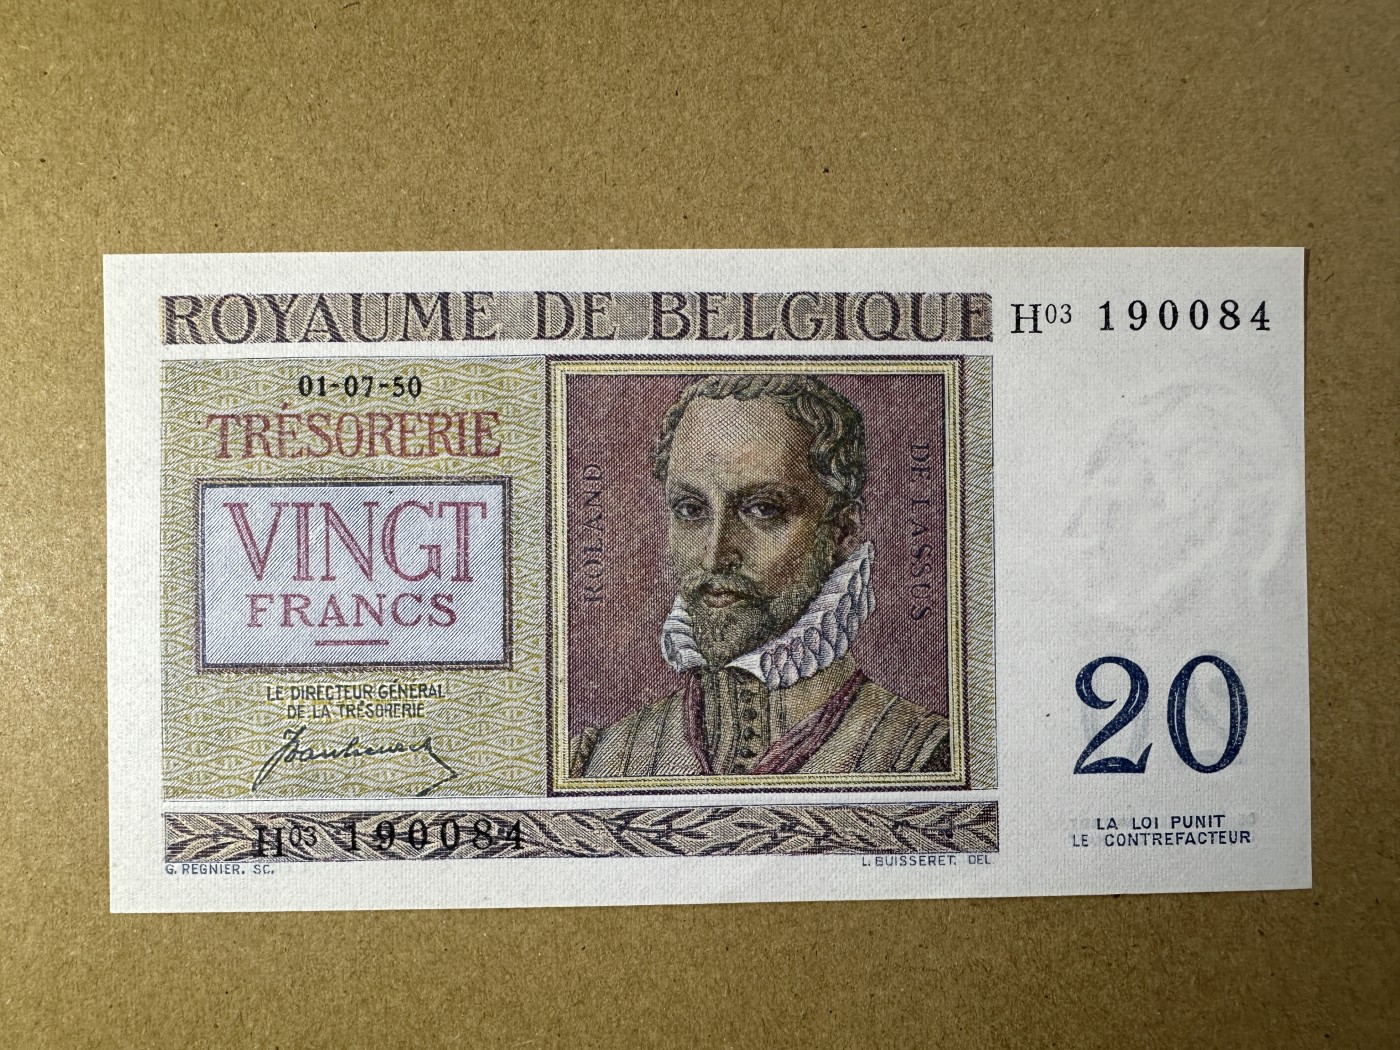 ROYAUME DE BELGIQUE
H03 190084
01-07-50
TRÉSORERIE
VINGT
FRANCS
LE DIRECTEUR GÉNÉRAL
DE LA TRÉSORERIE
ROLAND
DE LASSUS
20
LA LOI PUNIT
LE CONTREFACTEUR
H03 190084
G. REGNIER. SC.
L. BUISSERET. DEL